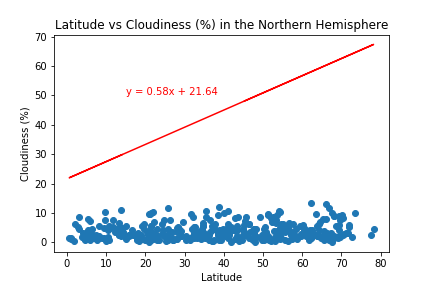 Latitude vs Cloudiness (%) in the Northern Hemisphere
70
60
50
40
30
20
10
0
Cloudiness (%)
y = 0.58x + 21.64
0 10 20 30 40 50 60 70 80
Latitude